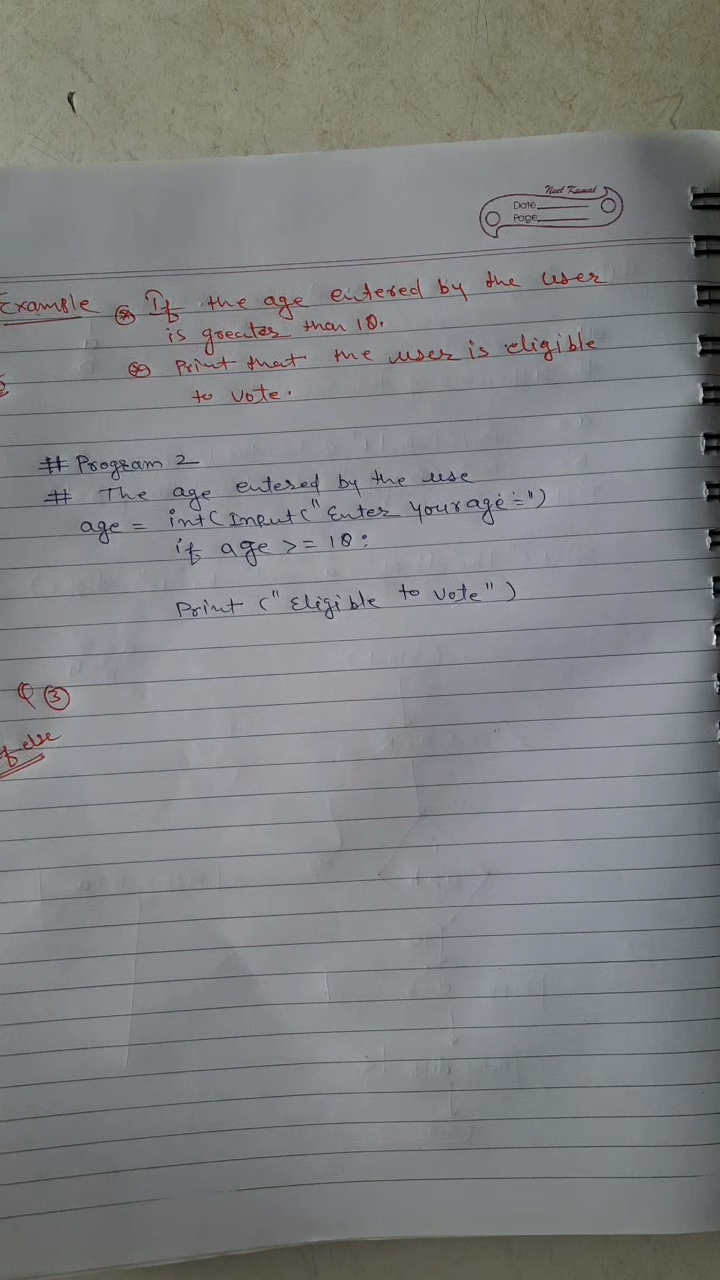 Neel Kamal
Date
Page
Example ⊛ If the age entered by the user
is greater than 18.
⊛ Print that the user is eligible
to vote.
# Program 2
# The age entered by the use
age = int(Input("Enter your age:=")
if age >= 18:
Print ("Eligible to vote")
Q ③
if else